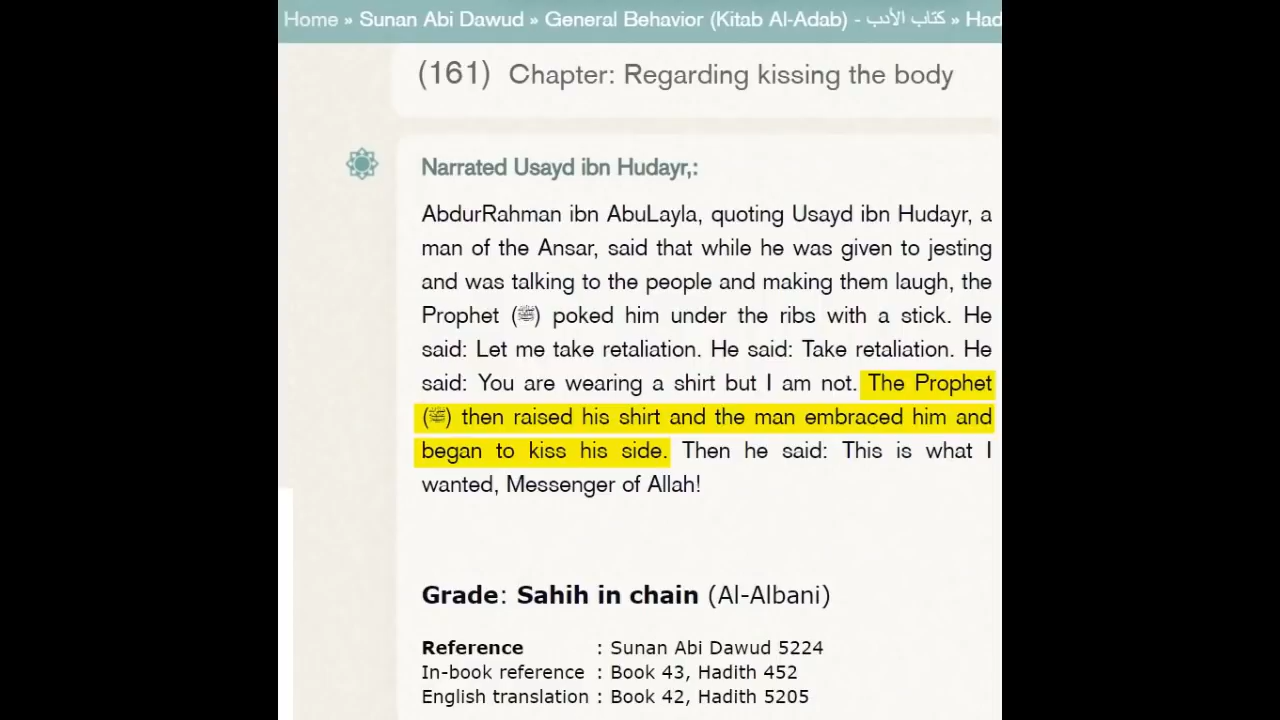 Home » Sunan Abi Dawud » General Behavior (Kitab Al-Adab) - كتاب الأدب » Had
(161) Chapter: Regarding kissing the body
Narrated Usayd ibn Hudayr,:
AbdurRahman ibn AbuLayla, quoting Usayd ibn Hudayr, a
man of the Ansar, said that while he was given to jesting
and was talking to the people and making them laugh, the
Prophet (ﷺ) poked him under the ribs with a stick. He
said: Let me take retaliation. He said: Take retaliation. He
said: You are wearing a shirt but I am not. The Prophet
(ﷺ) then raised his shirt and the man embraced him and
began to kiss his side. Then he said: This is what I
wanted, Messenger of Allah!
Grade: Sahih in chain (Al-Albani)
Reference : Sunan Abi Dawud 5224
In-book reference : Book 43, Hadith 452
English translation : Book 42, Hadith 5205